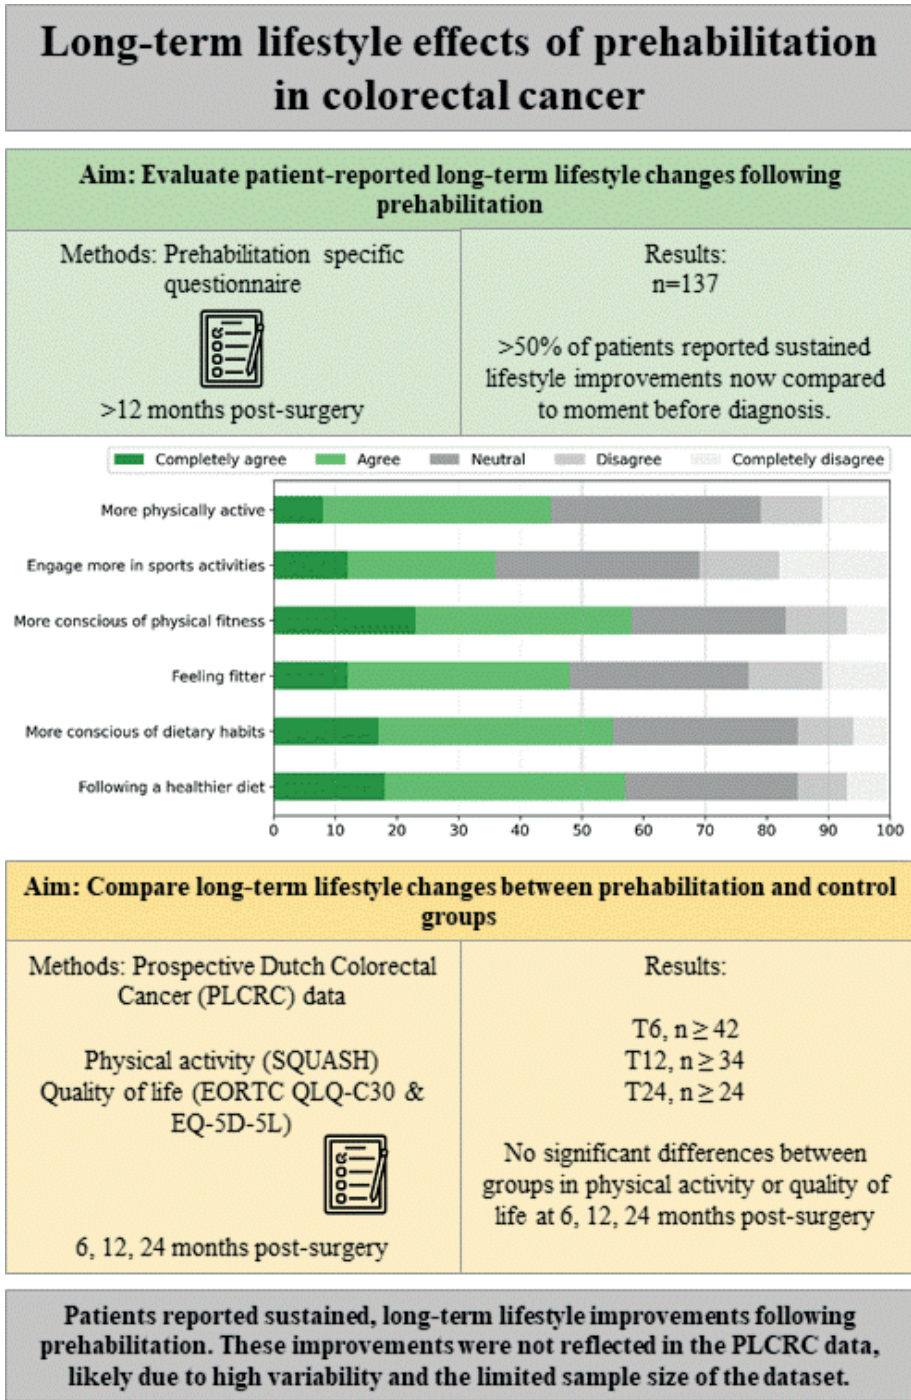 Long-term lifestyle effects of prehabilitation
in colorectal cancer
Aim: Evaluate patient-reported long-term lifestyle changes following
prehabilitation
Methods: Prehabilitation specific
questionnaire
>12 months post-surgery
Results:
n=137
>50% of patients reported sustained
lifestyle improvements now compared
to moment before diagnosis.
Completely agree Agree Neutral Disagree Completely disagree
More physically active
Engage more in sports activities
More conscious of physical fitness
Feeling fitter
More conscious of dietary habits
Following a healthier diet
0 10 20 30 40 50 60 70 80 90 100
Aim: Compare long-term lifestyle changes between prehabilitation and control
groups
Methods: Prospective Dutch Colorectal
Cancer (PLCRC) data
Physical activity (SQUASH)
Quality of life (EORTC QLQ-C30 &
EQ-5D-5L)
6, 12, 24 months post-surgery
Results:
T6, n ≥ 42
T12, n ≥ 34
T24, n ≥ 24
No significant differences between
groups in physical activity or quality of
life at 6, 12, 24 months post-surgery
Patients reported sustained, long-term lifestyle improvements following
prehabilitation. These improvements were not reflected in the PLCRC data,
likely due to high variability and the limited sample size of the dataset.